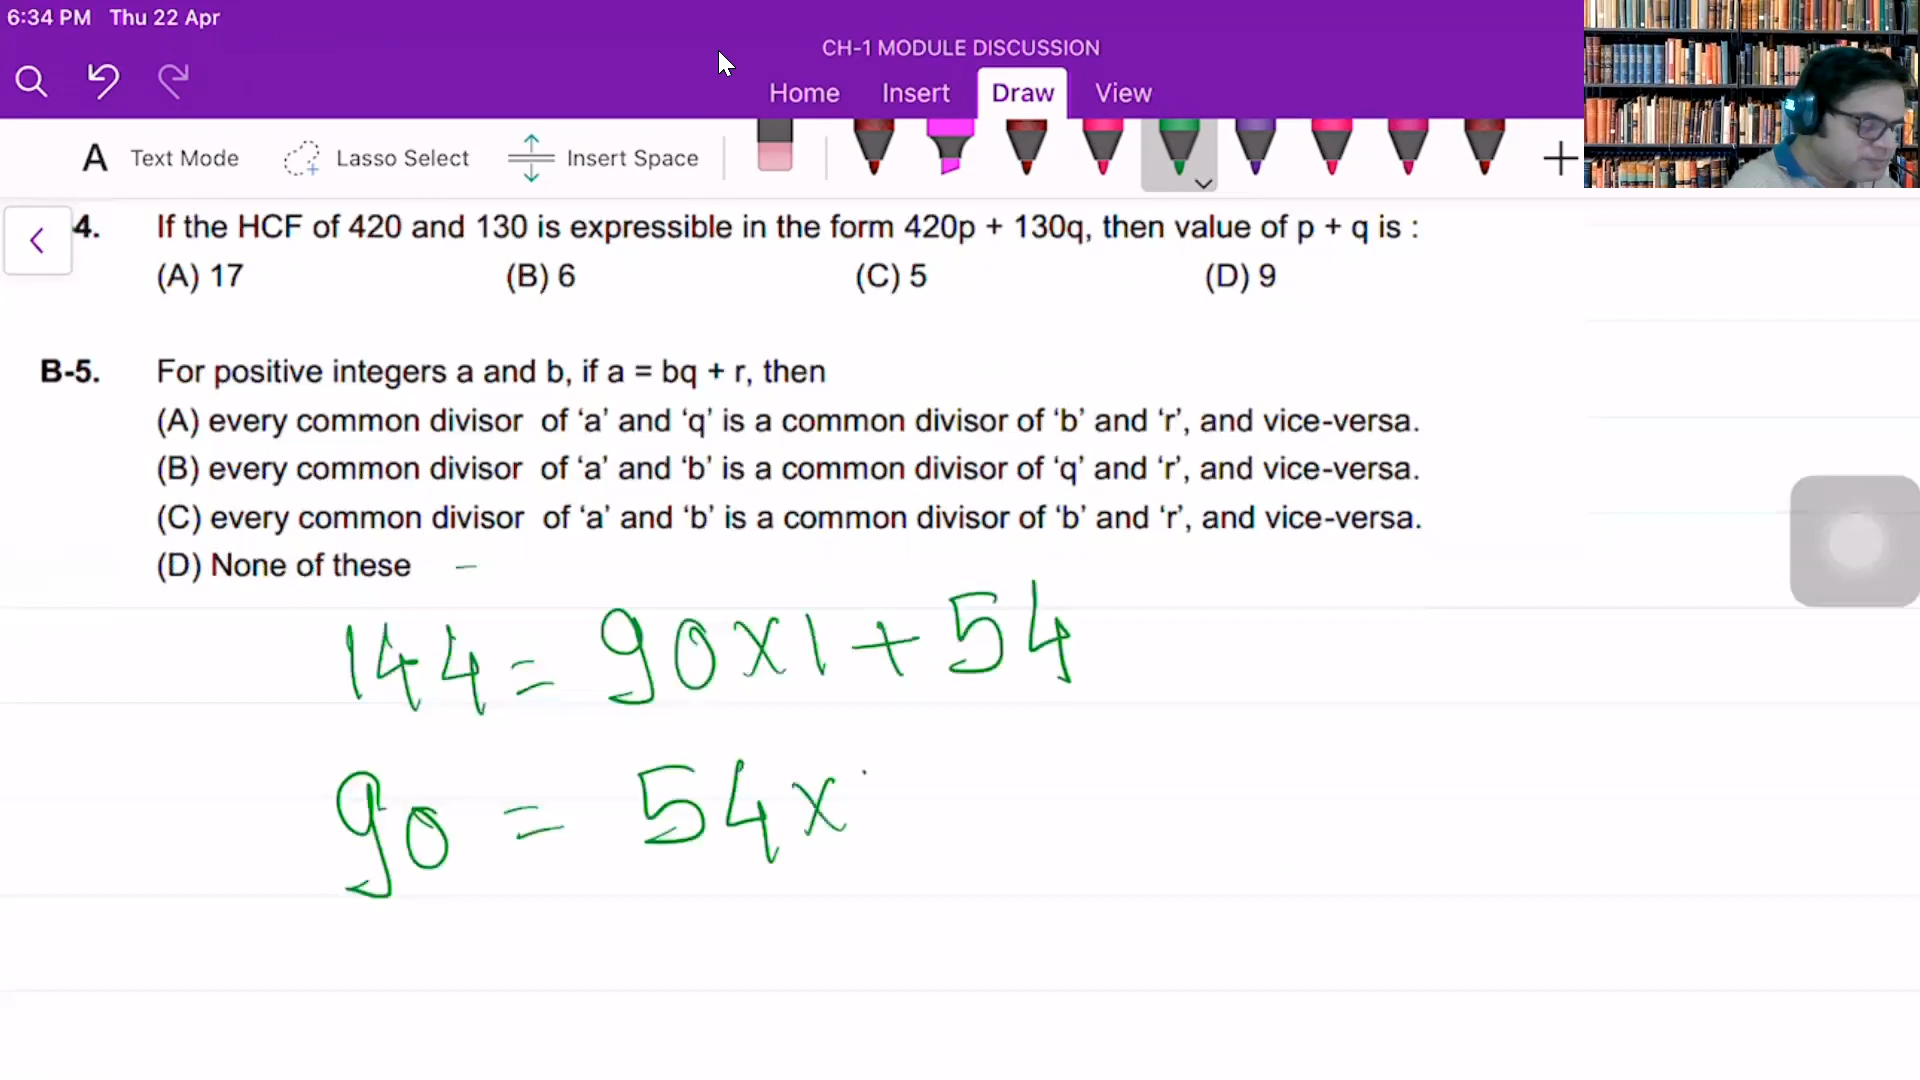 6:34 PM Thu 22 Apr
CH-1 MODULE DISCUSSION
Home Insert Draw View
A Text Mode Lasso Select Insert Space
4. If the HCF of 420 and 130 is expressible in the form 420p + 130q, then value of p + q is :
(A) 17 (B) 6 (C) 5 (D) 9
B-5. For positive integers a and b, if a = bq + r, then
(A) every common divisor of ‘a’ and ‘q’ is a common divisor of ‘b’ and ‘r’, and vice-versa.
(B) every common divisor of ‘a’ and ‘b’ is a common divisor of ‘q’ and ‘r’, and vice-versa.
(C) every common divisor of ‘a’ and ‘b’ is a common divisor of ‘b’ and ‘r’, and vice-versa.
(D) None of these
144 = 90 x 1 + 54
90 = 54 x